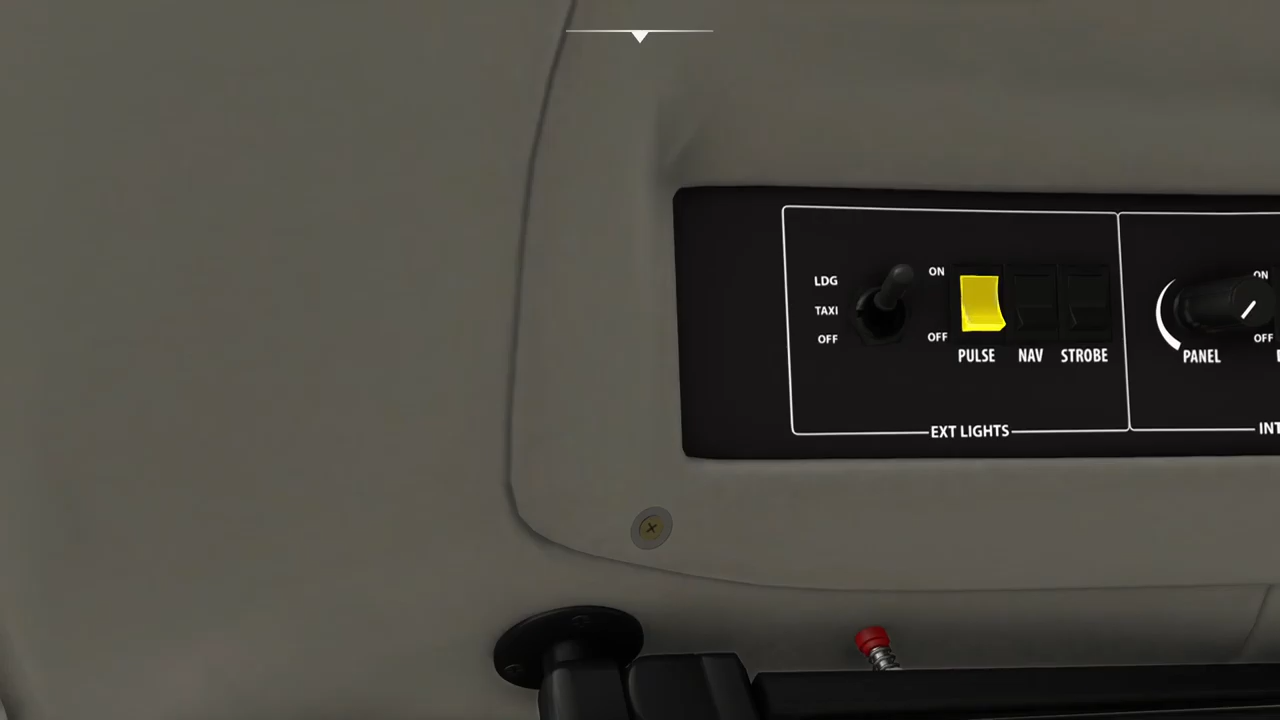 LDG
TAXI
OFF
ON
OFF
PULSE NAV STROBE
EXT LIGHTS
ON
OFF
PANEL
INT